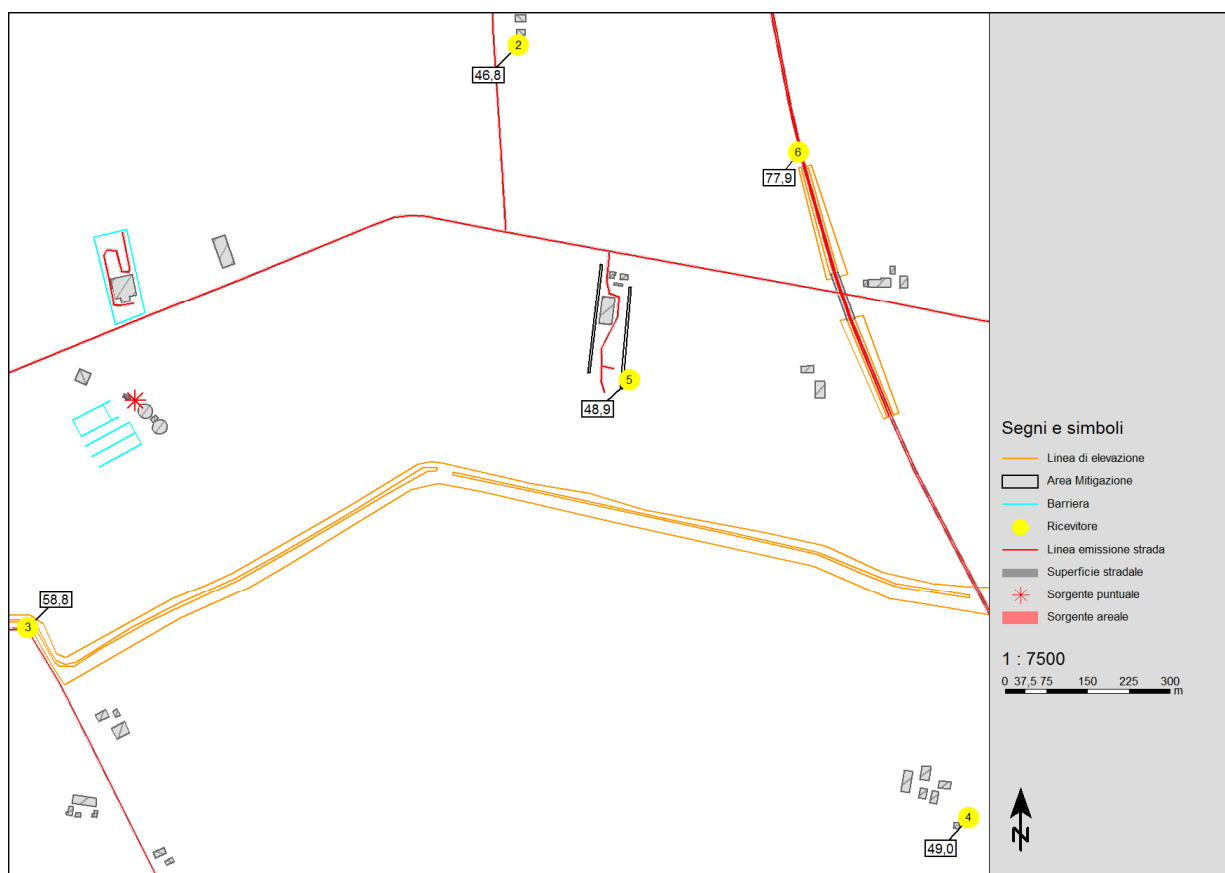 2
46,8
6
77,9
5
48,9
58,8
3
4
49,0
Segni e simboli
Linea di elevazione
Area Mitigazione
Barriera
Ricevitore
Linea emissione strada
Superficie stradale
Sorgente puntuale
Sorgente areale
1 : 7500
0 37,5 75 150 225 300
m
N